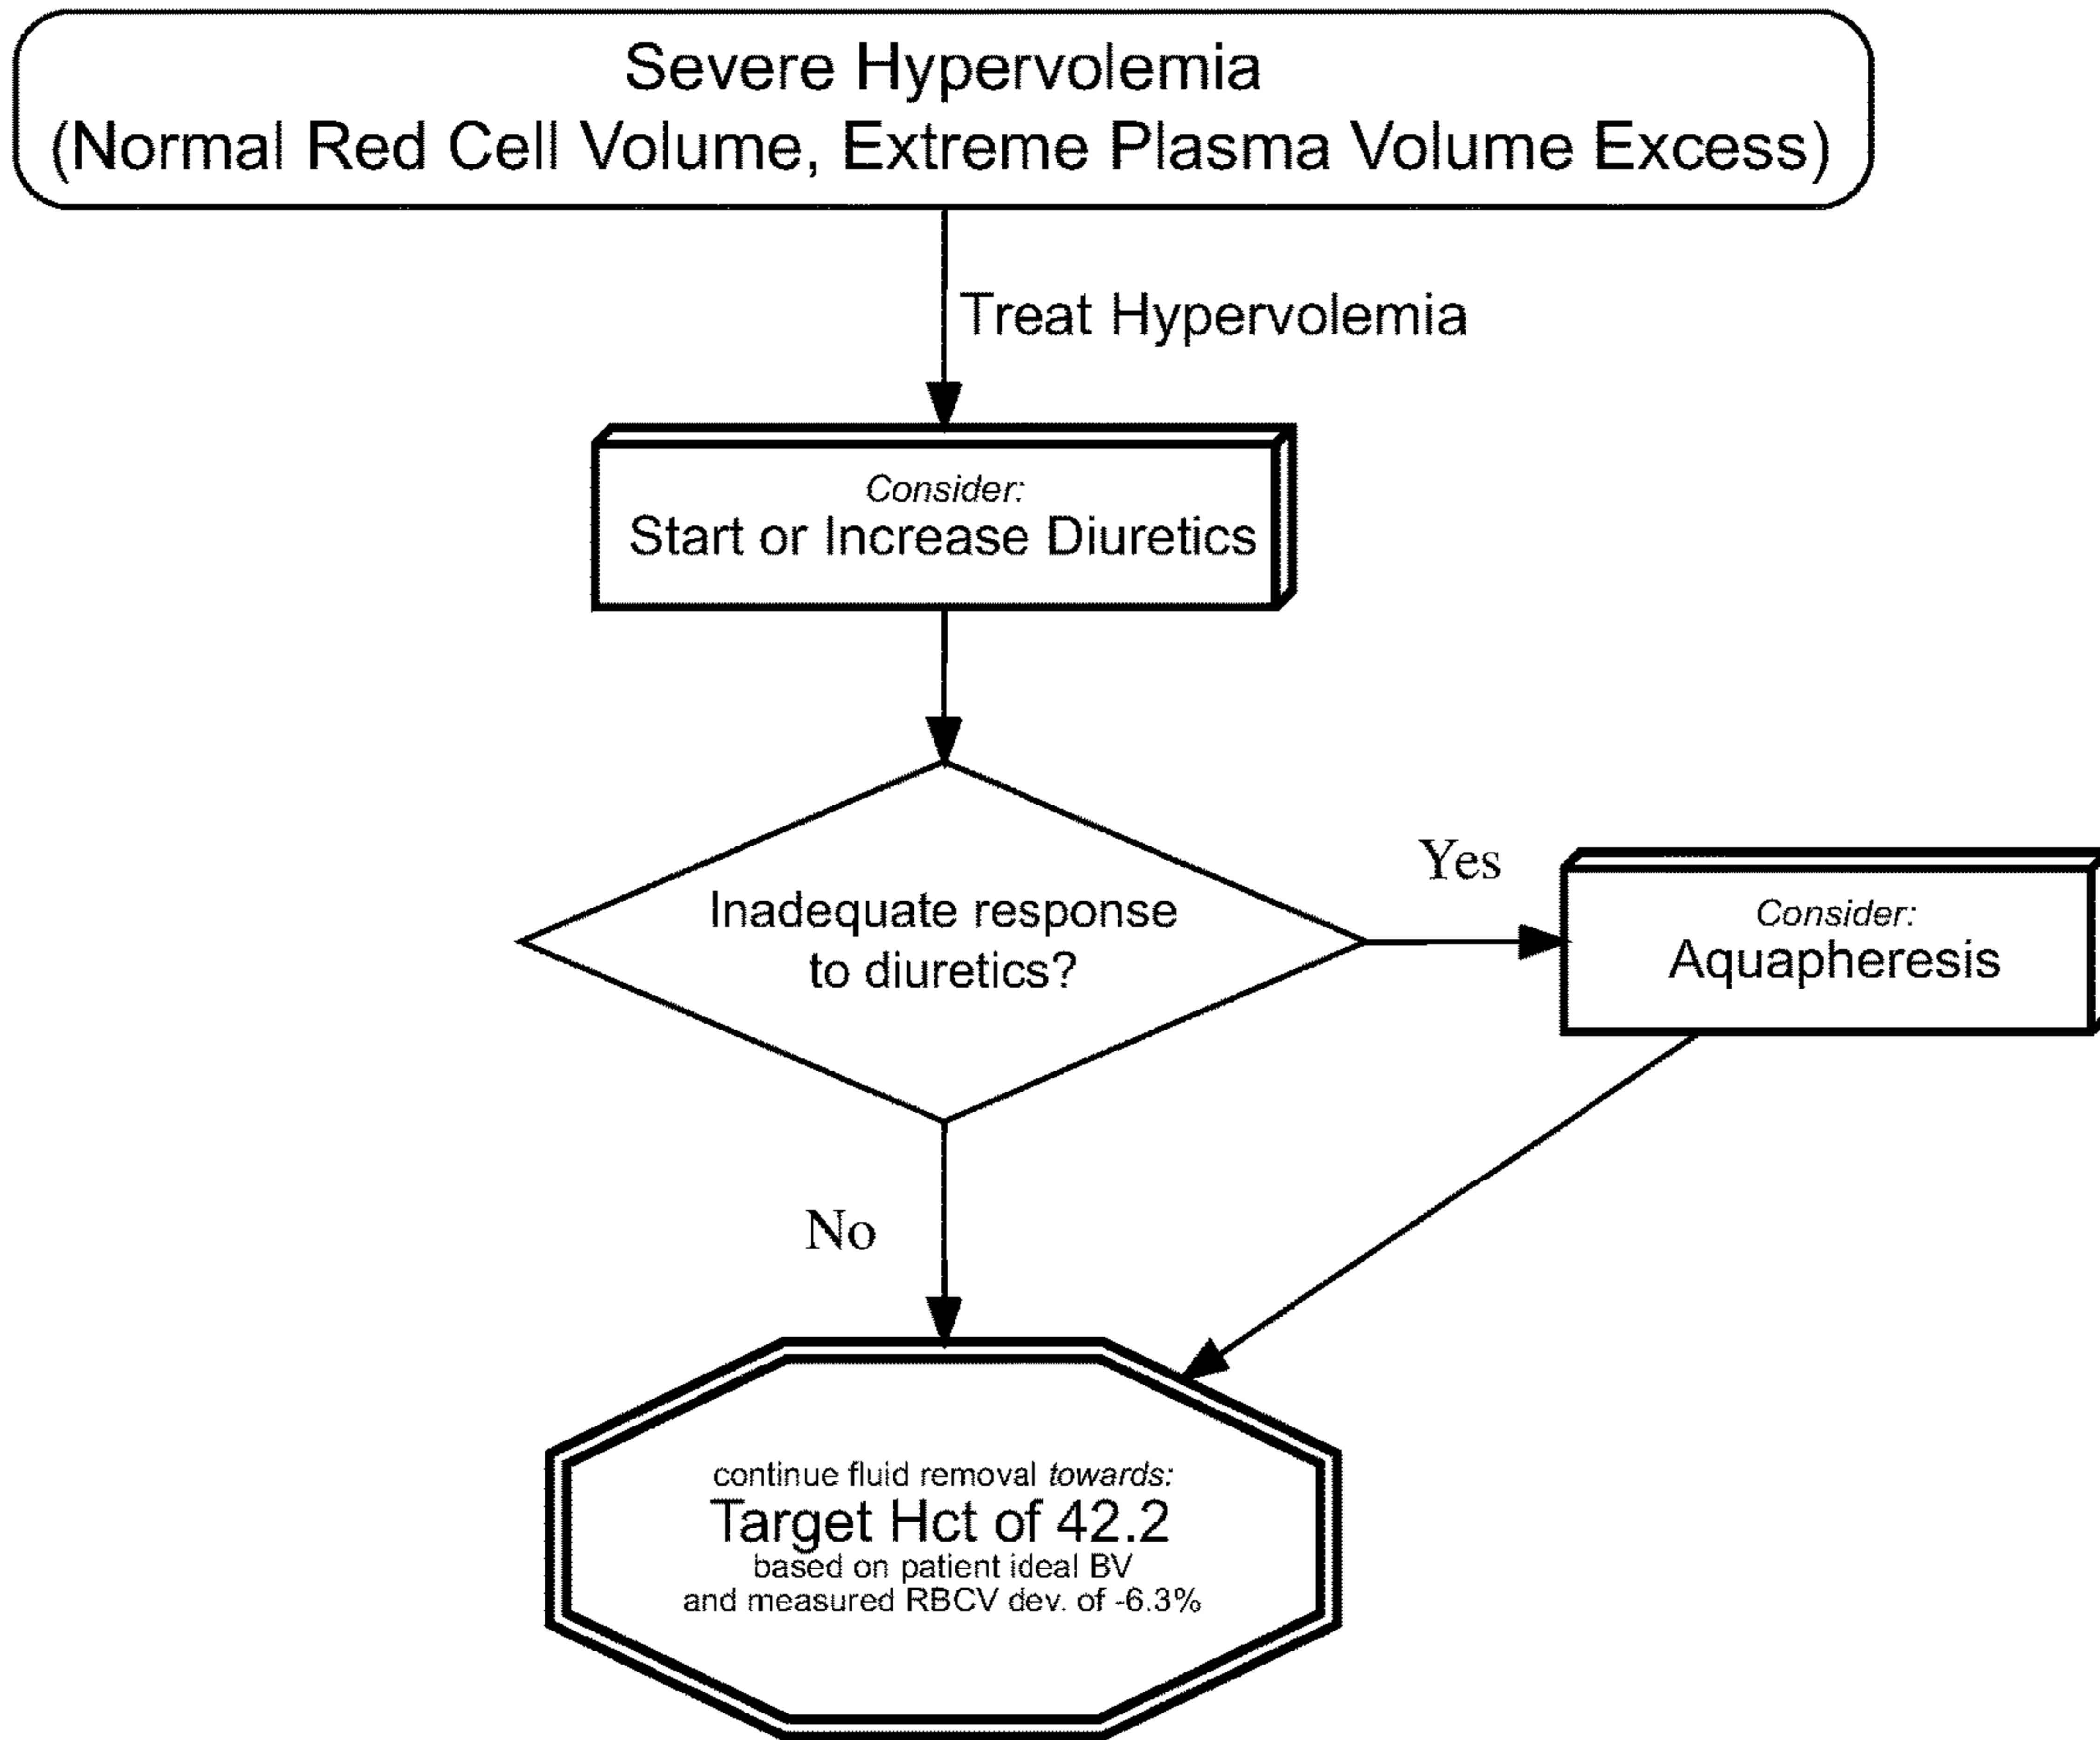 Severe Hypervolemia
(Normal Red Cell Volume, Extreme Plasma Volume Excess)
Treat Hypervolemia
Consider:
Start or Increase Diuretics
Inadequate response
to diuretics?
Yes
Consider:
Aquapheresis
No
continue fluid removal towards:
Target Hct of 42.2
based on patient ideal BV
and measured RBCV dev. of -6.3%